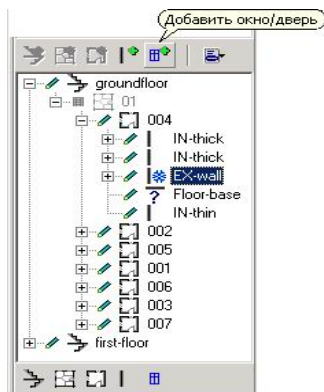 Добавить окно/дверь
groundfloor
01
004
IN-thick
IN-thick
EX-wall
Floor-base
IN-thin
002
005
001
006
003
007
first-floor